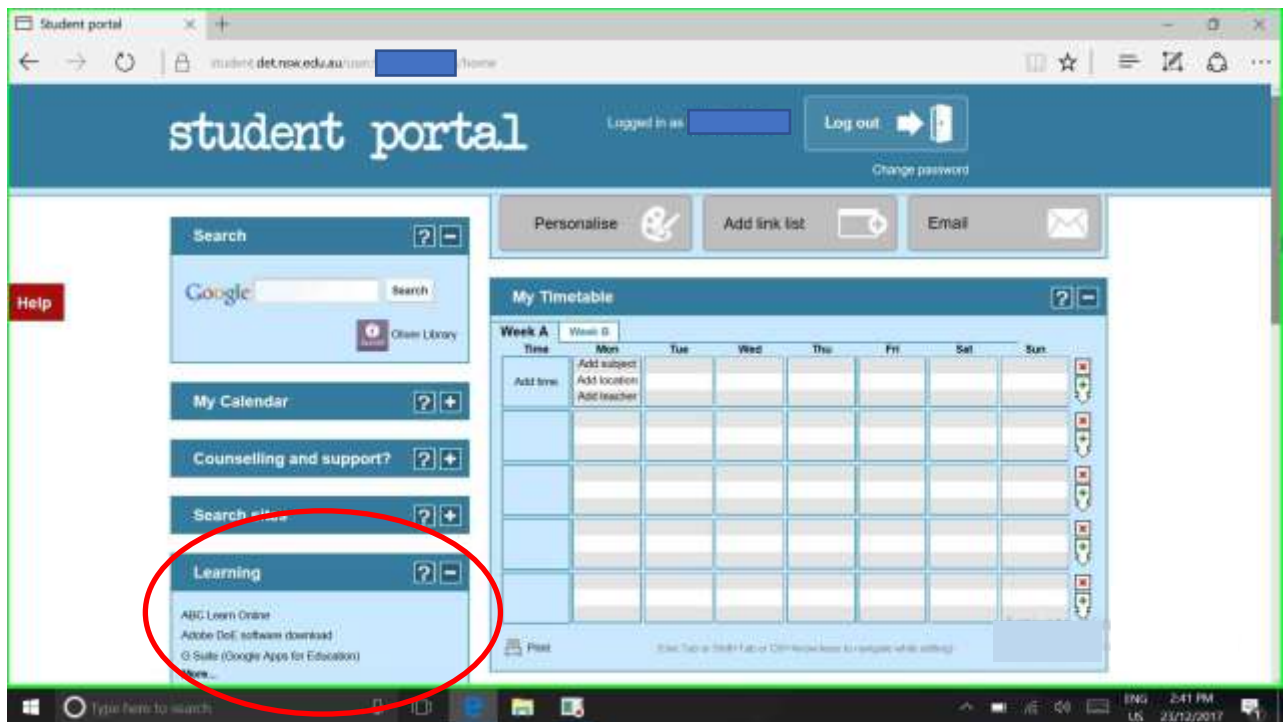 Student portal
student.det.nsw.edu.au/user/ /home
student portal
Logged in as
Log out
Change password
Help
Search
Google Search
Oliver Library
My Calendar
Counselling and support?
Search sites
Learning
ABC Learn Online
Adobe DoE software download
G Suite (Google Apps for Education)
More...
Personalise
Add link list
Email
My Timetable
Week A Week B
Time Mon Tue Wed Thu Fri Sat Sun
Add time
Add subject
Add location
Add teacher
Print
Type here to search
ENG
US
2:41 PM
23/12/2017